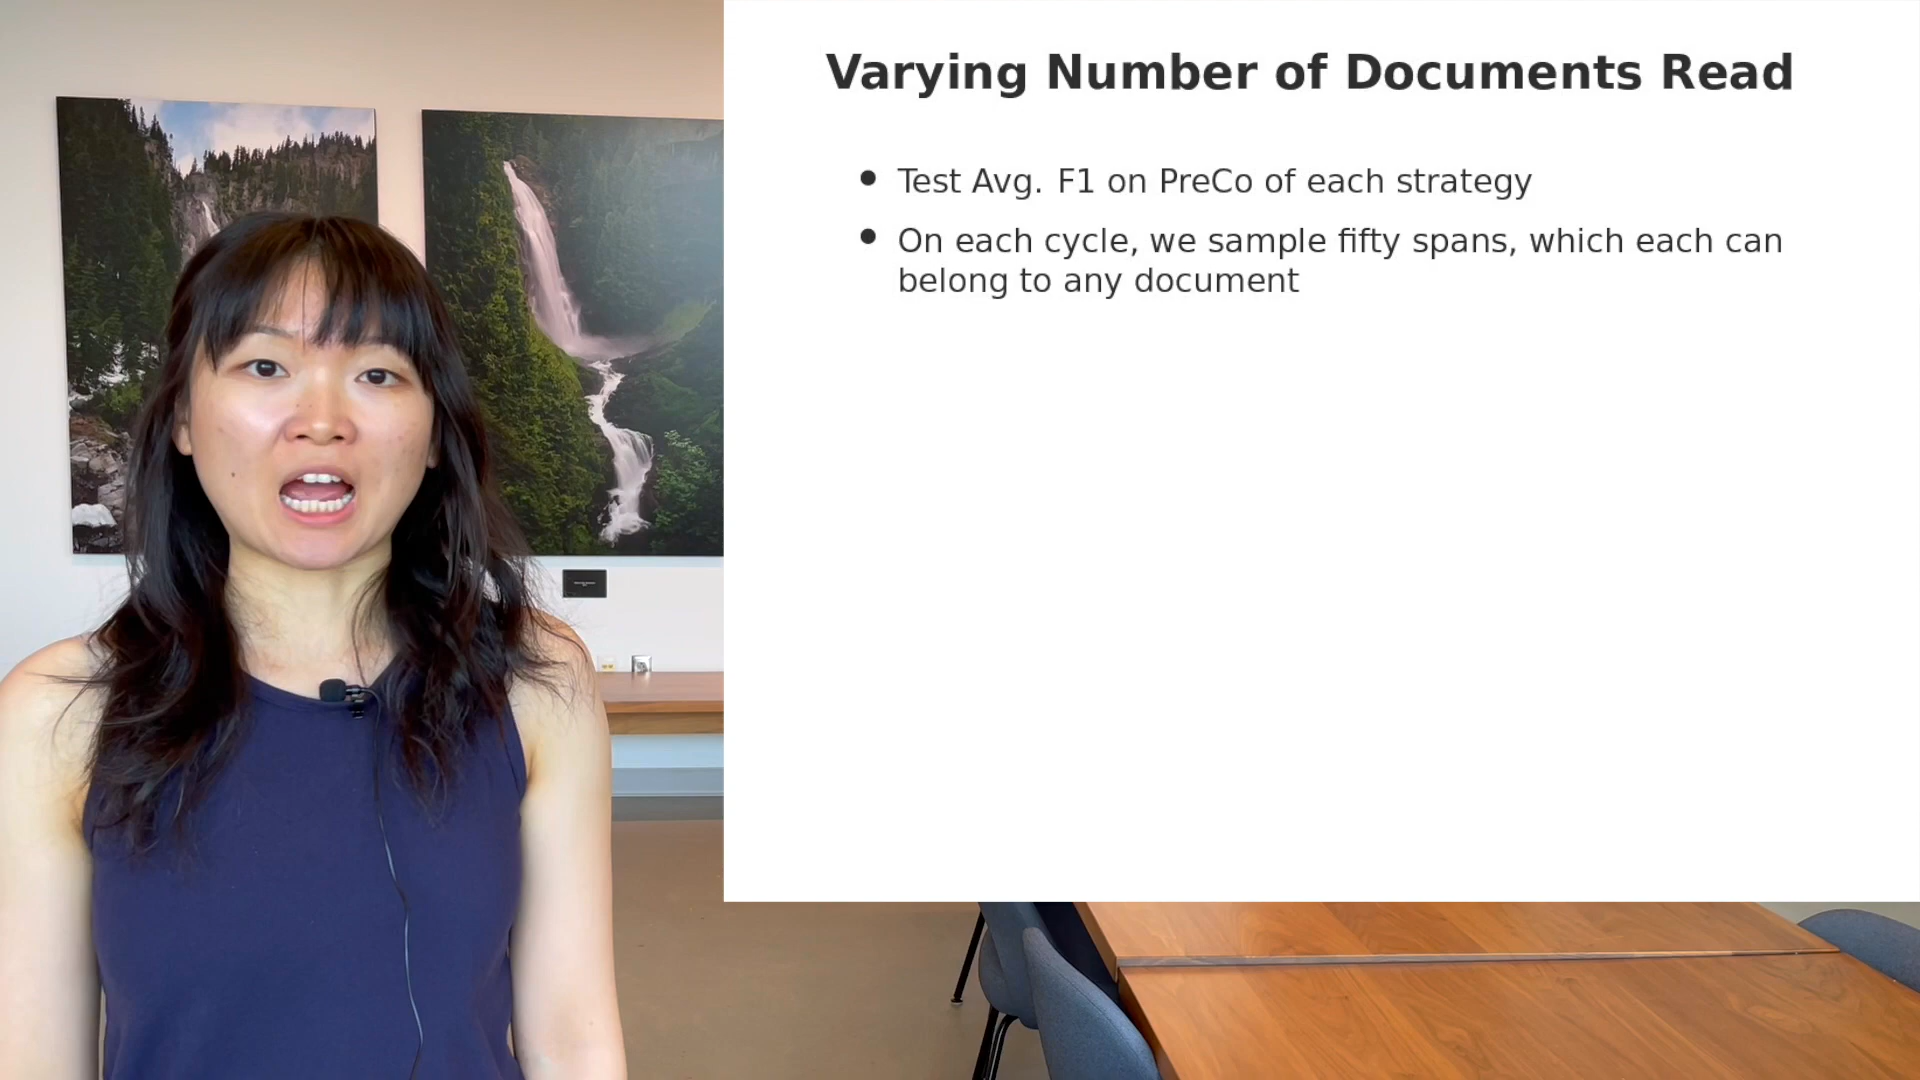 Varying Number of Documents Read
• Test Avg. F1 on PreCo of each strategy
• On each cycle, we sample fifty spans, which each can
belong to any document